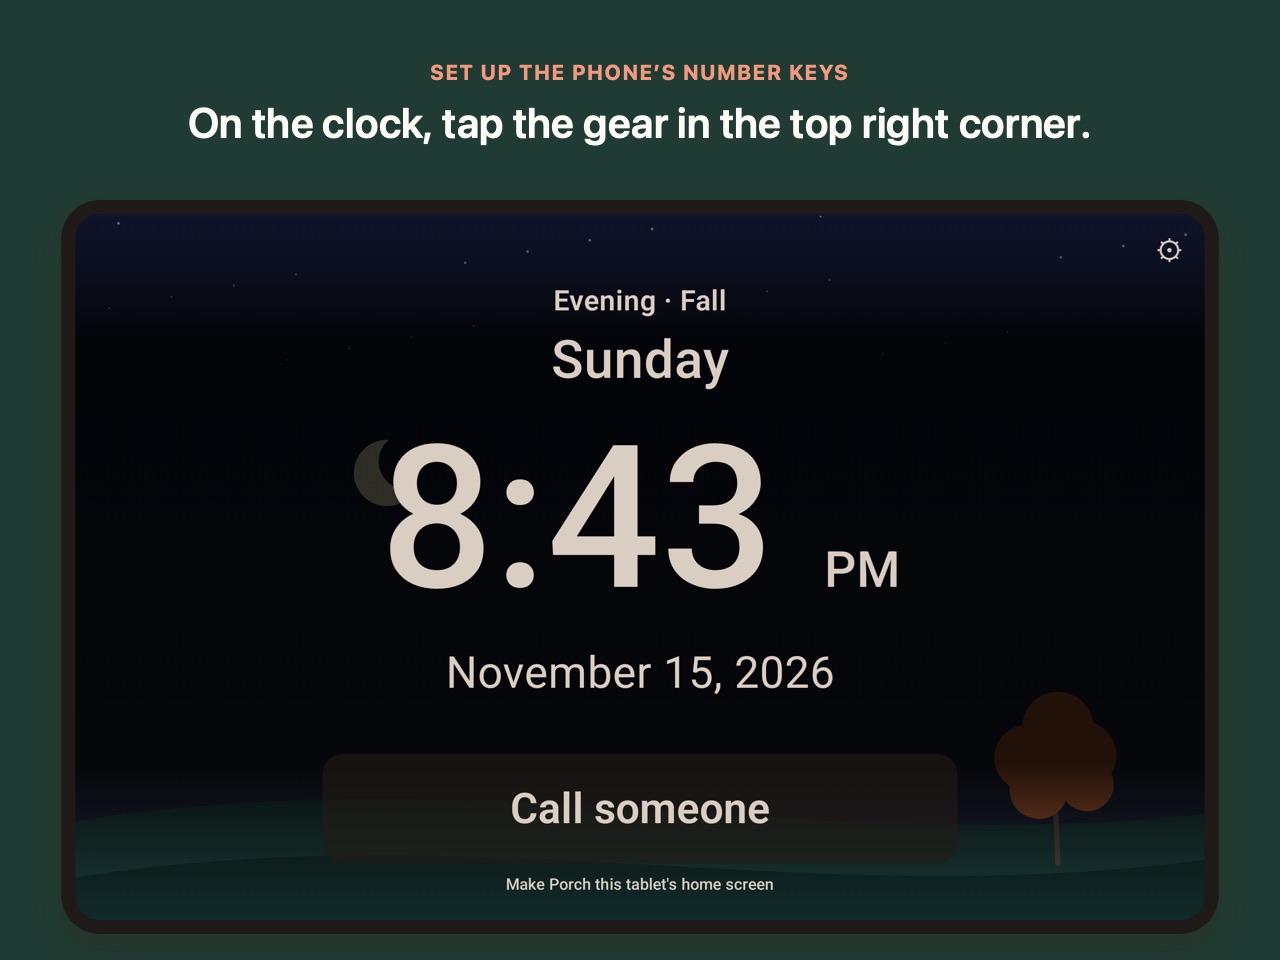 SET UP THE PHONE’S NUMBER KEYS
On the clock, tap the gear in the top right corner.
Evening · Fall
Sunday
8:43 PM
November 15, 2026
Call someone
Make Porch this tablet's home screen